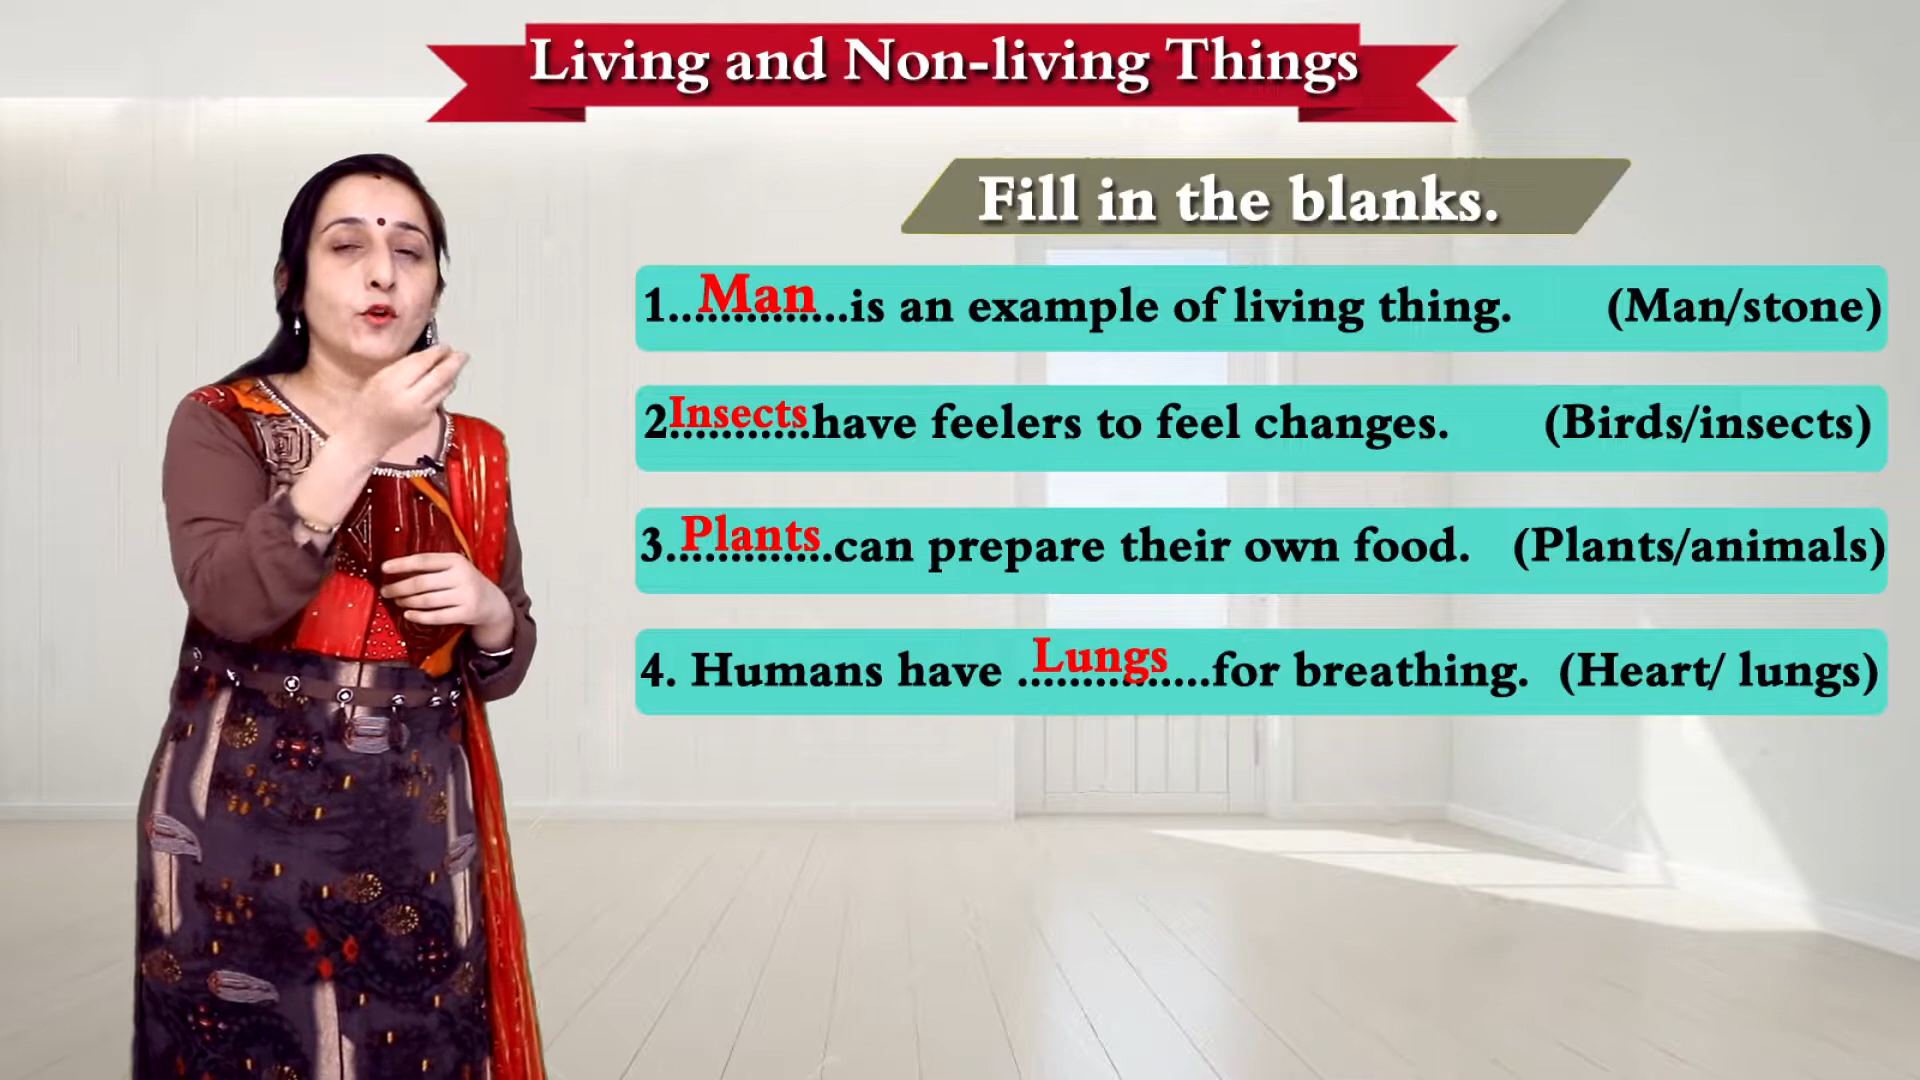 Living and Non-living Things
Fill in the blanks.
1..Man............is an example of living thing. (Man/stone)
2.Insects...........have feelers to feel changes. (Birds/insects)
3.Plants.............can prepare their own food. (Plants/animals)
4. Humans have ...Lungs............for breathing. (Heart/ lungs)